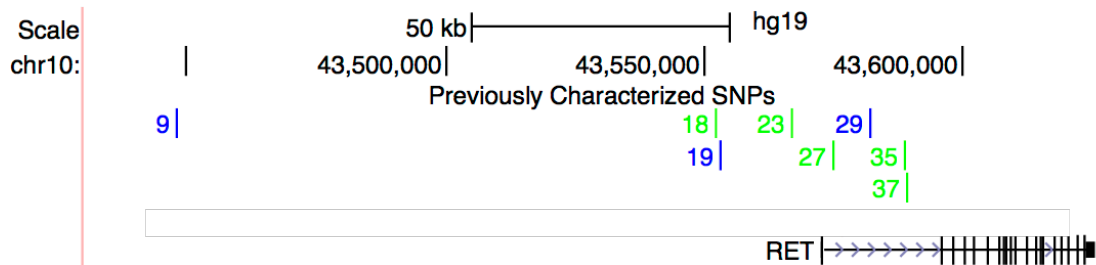 Scale 50 kb hg19
chr10: 43,500,000 43,550,000 43,600,000
Previously Characterized SNPs
9 18 23 29
19 27 35
37
RET